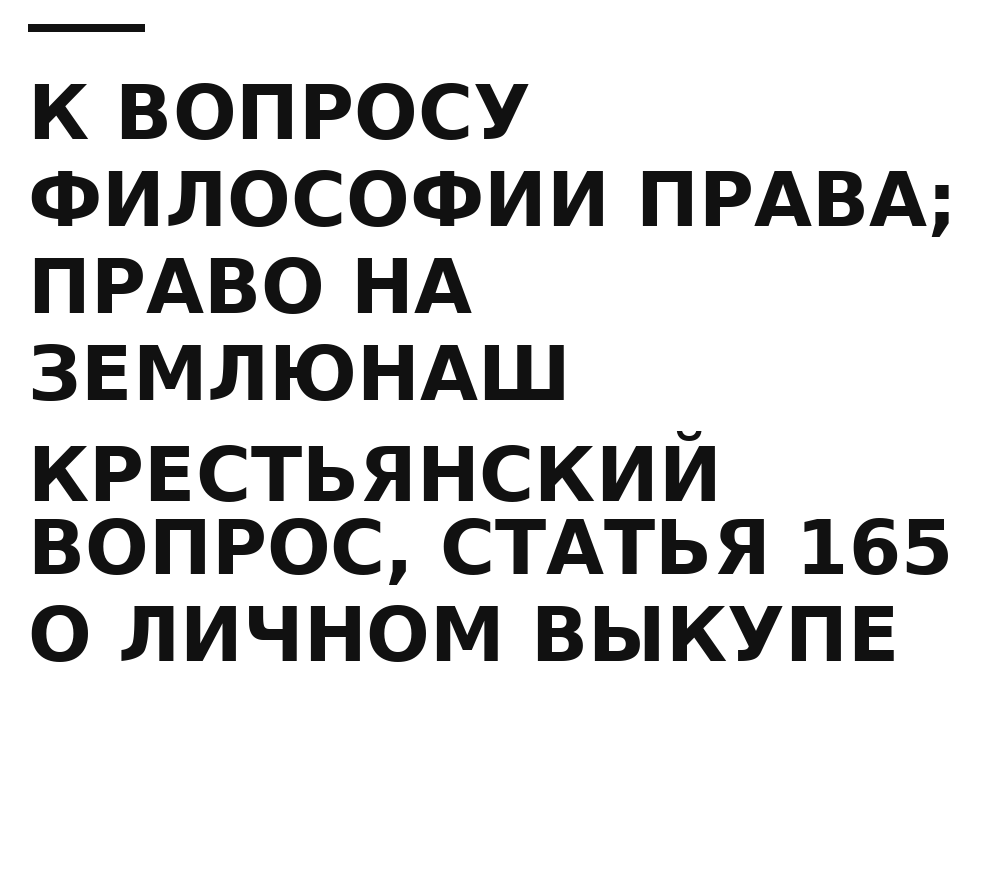 К ВОПРОСУ
ФИЛОСОФИИ ПРАВА;
ПРАВО НА
ЗЕМЛЮНАШ
КРЕСТЬЯНСКИЙ
ВОПРОС, СТАТЬЯ 165
О ЛИЧНОМ ВЫКУПЕ